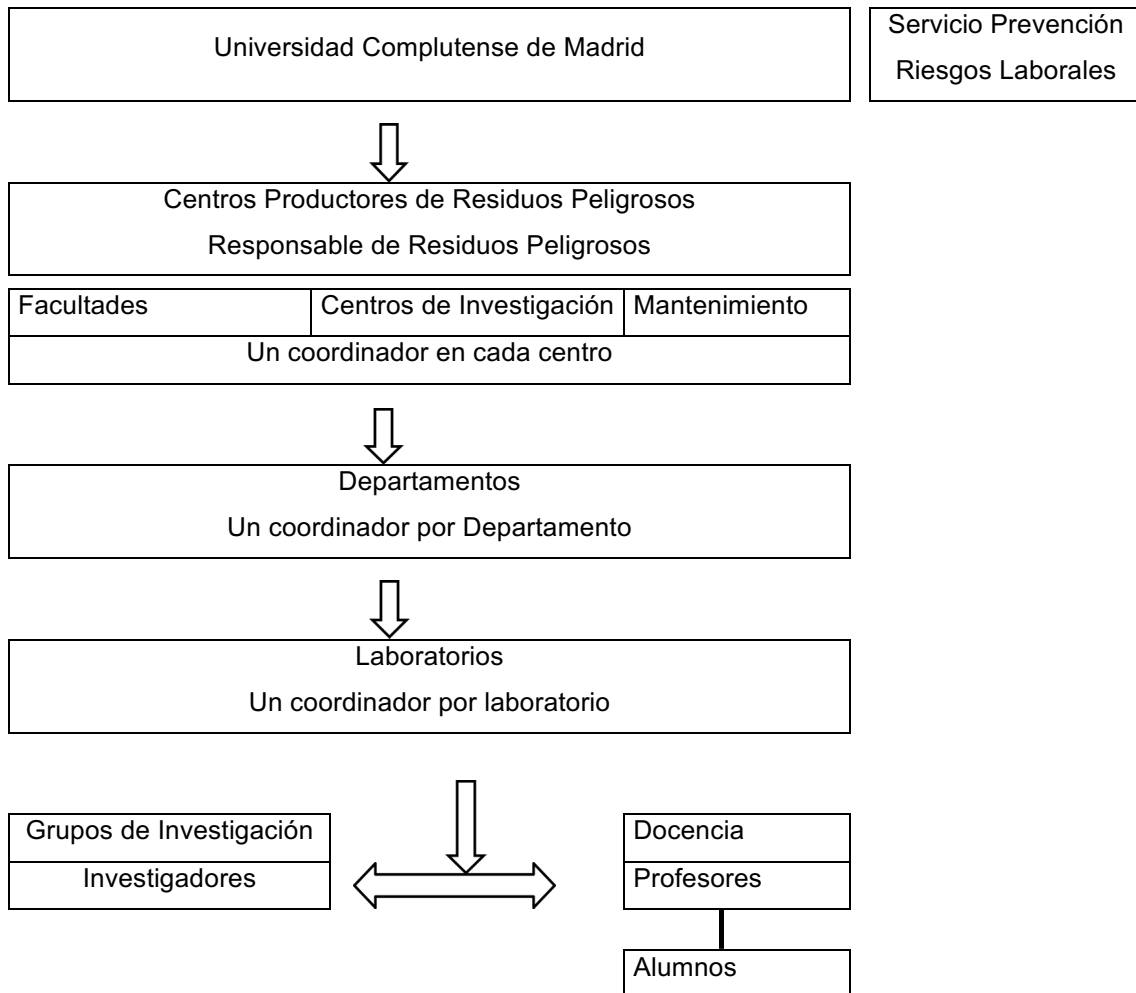 Universidad Complutense de Madrid
Servicio Prevención
Riesgos Laborales
Centros Productores de Residuos Peligrosos
Responsable de Residuos Peligrosos
Facultades
Centros de Investigación
Mantenimiento
Un coordinador en cada centro
Departamentos
Un coordinador por Departamento
Laboratorios
Un coordinador por laboratorio
Grupos de Investigación
Investigadores
Docencia
Profesores
Alumnos